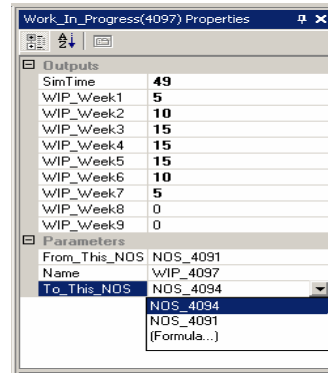 Work_In_Progress(4097) Properties
Outputs
SimTime 49
WIP_Week1 5
WIP_Week2 10
WIP_Week3 15
WIP_Week4 15
WIP_Week5 15
WIP_Week6 10
WIP_Week7 5
WIP_Week8 0
WIP_Week9 0
Parameters
From_This_NOS NOS_4091
Name WIP_4097
To_This_NOS NOS_4094
NOS_4094
NOS_4091
(Formula...)